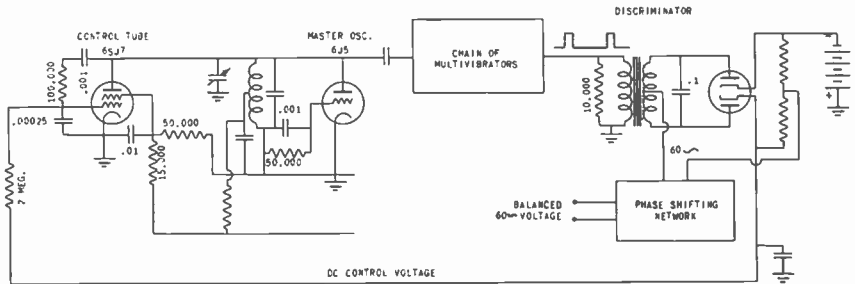 DISCRIMINATOR
CONTROL TUBE
6SJ7
MASTER OSC.
6J5
100,000
.001
.00025
.01
50,000
15,000
2 MEG.
.001
50,000
CHAIN OF
MULTIVIBRATORS
10,000
.1
+
60~
BALANCED
60~ VOLTAGE
PHASE SHIFTING
NETWORK
DC CONTROL VOLTAGE